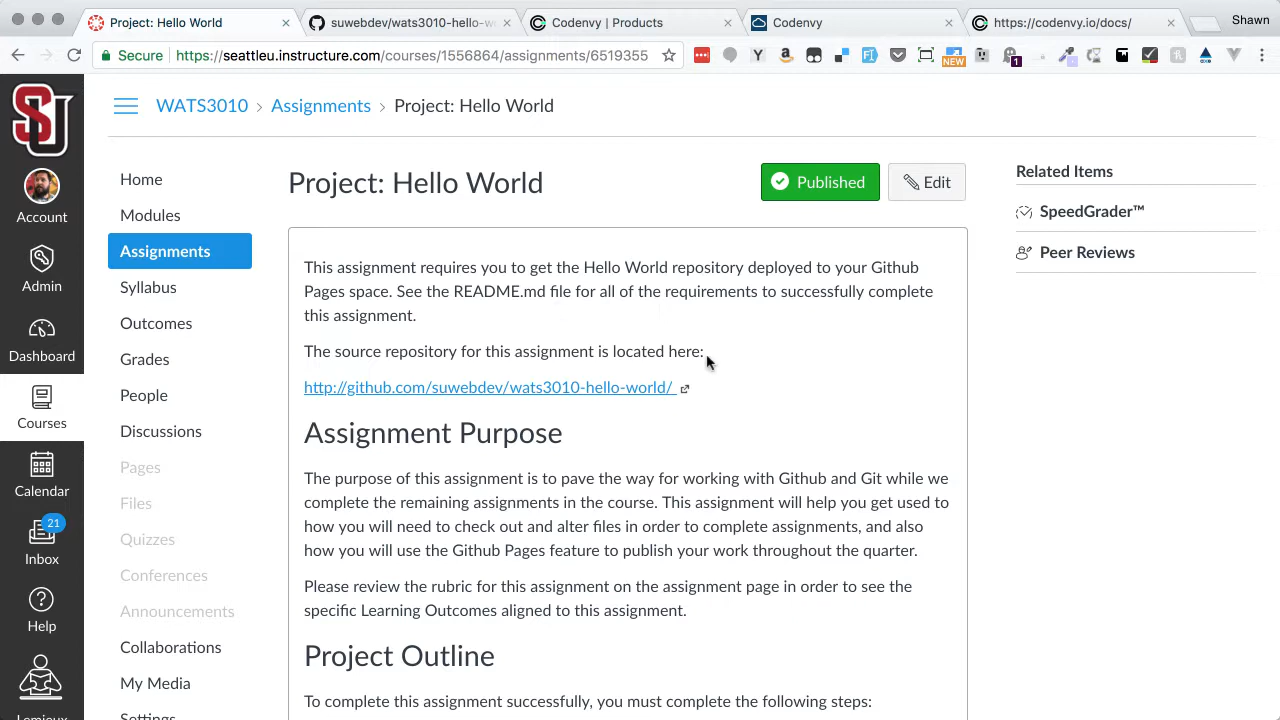 Project: Hello World
suwebdev/wats3010-hello-w
Codenvy | Products
Codenvy
https://codenvy.io/docs/
Shawn
Secure
https://seattleu.instructure.com/courses/1556864/assignments/6519355
NEW
1
WATS3010 > Assignments > Project: Hello World
Account
Admin
Dashboard
Courses
Calendar
21
Inbox
Help
Home
Modules
Assignments
Syllabus
Outcomes
Grades
People
Discussions
Pages
Files
Quizzes
Conferences
Announcements
Collaborations
My Media
Settings
Project: Hello World
Published
Edit
This assignment requires you to get the Hello World repository deployed to your Github
Pages space. See the README.md file for all of the requirements to successfully complete
this assignment.
The source repository for this assignment is located here:
http://github.com/suwebdev/wats3010-hello-world/
Assignment Purpose
The purpose of this assignment is to pave the way for working with Github and Git while we
complete the remaining assignments in the course. This assignment will help you get used to
how you will need to check out and alter files in order to complete assignments, and also
how you will use the Github Pages feature to publish your work throughout the quarter.
Please review the rubric for this assignment on the assignment page in order to see the
specific Learning Outcomes aligned to this assignment.
Project Outline
To complete this assignment successfully, you must complete the following steps:
Related Items
SpeedGrader™
Peer Reviews